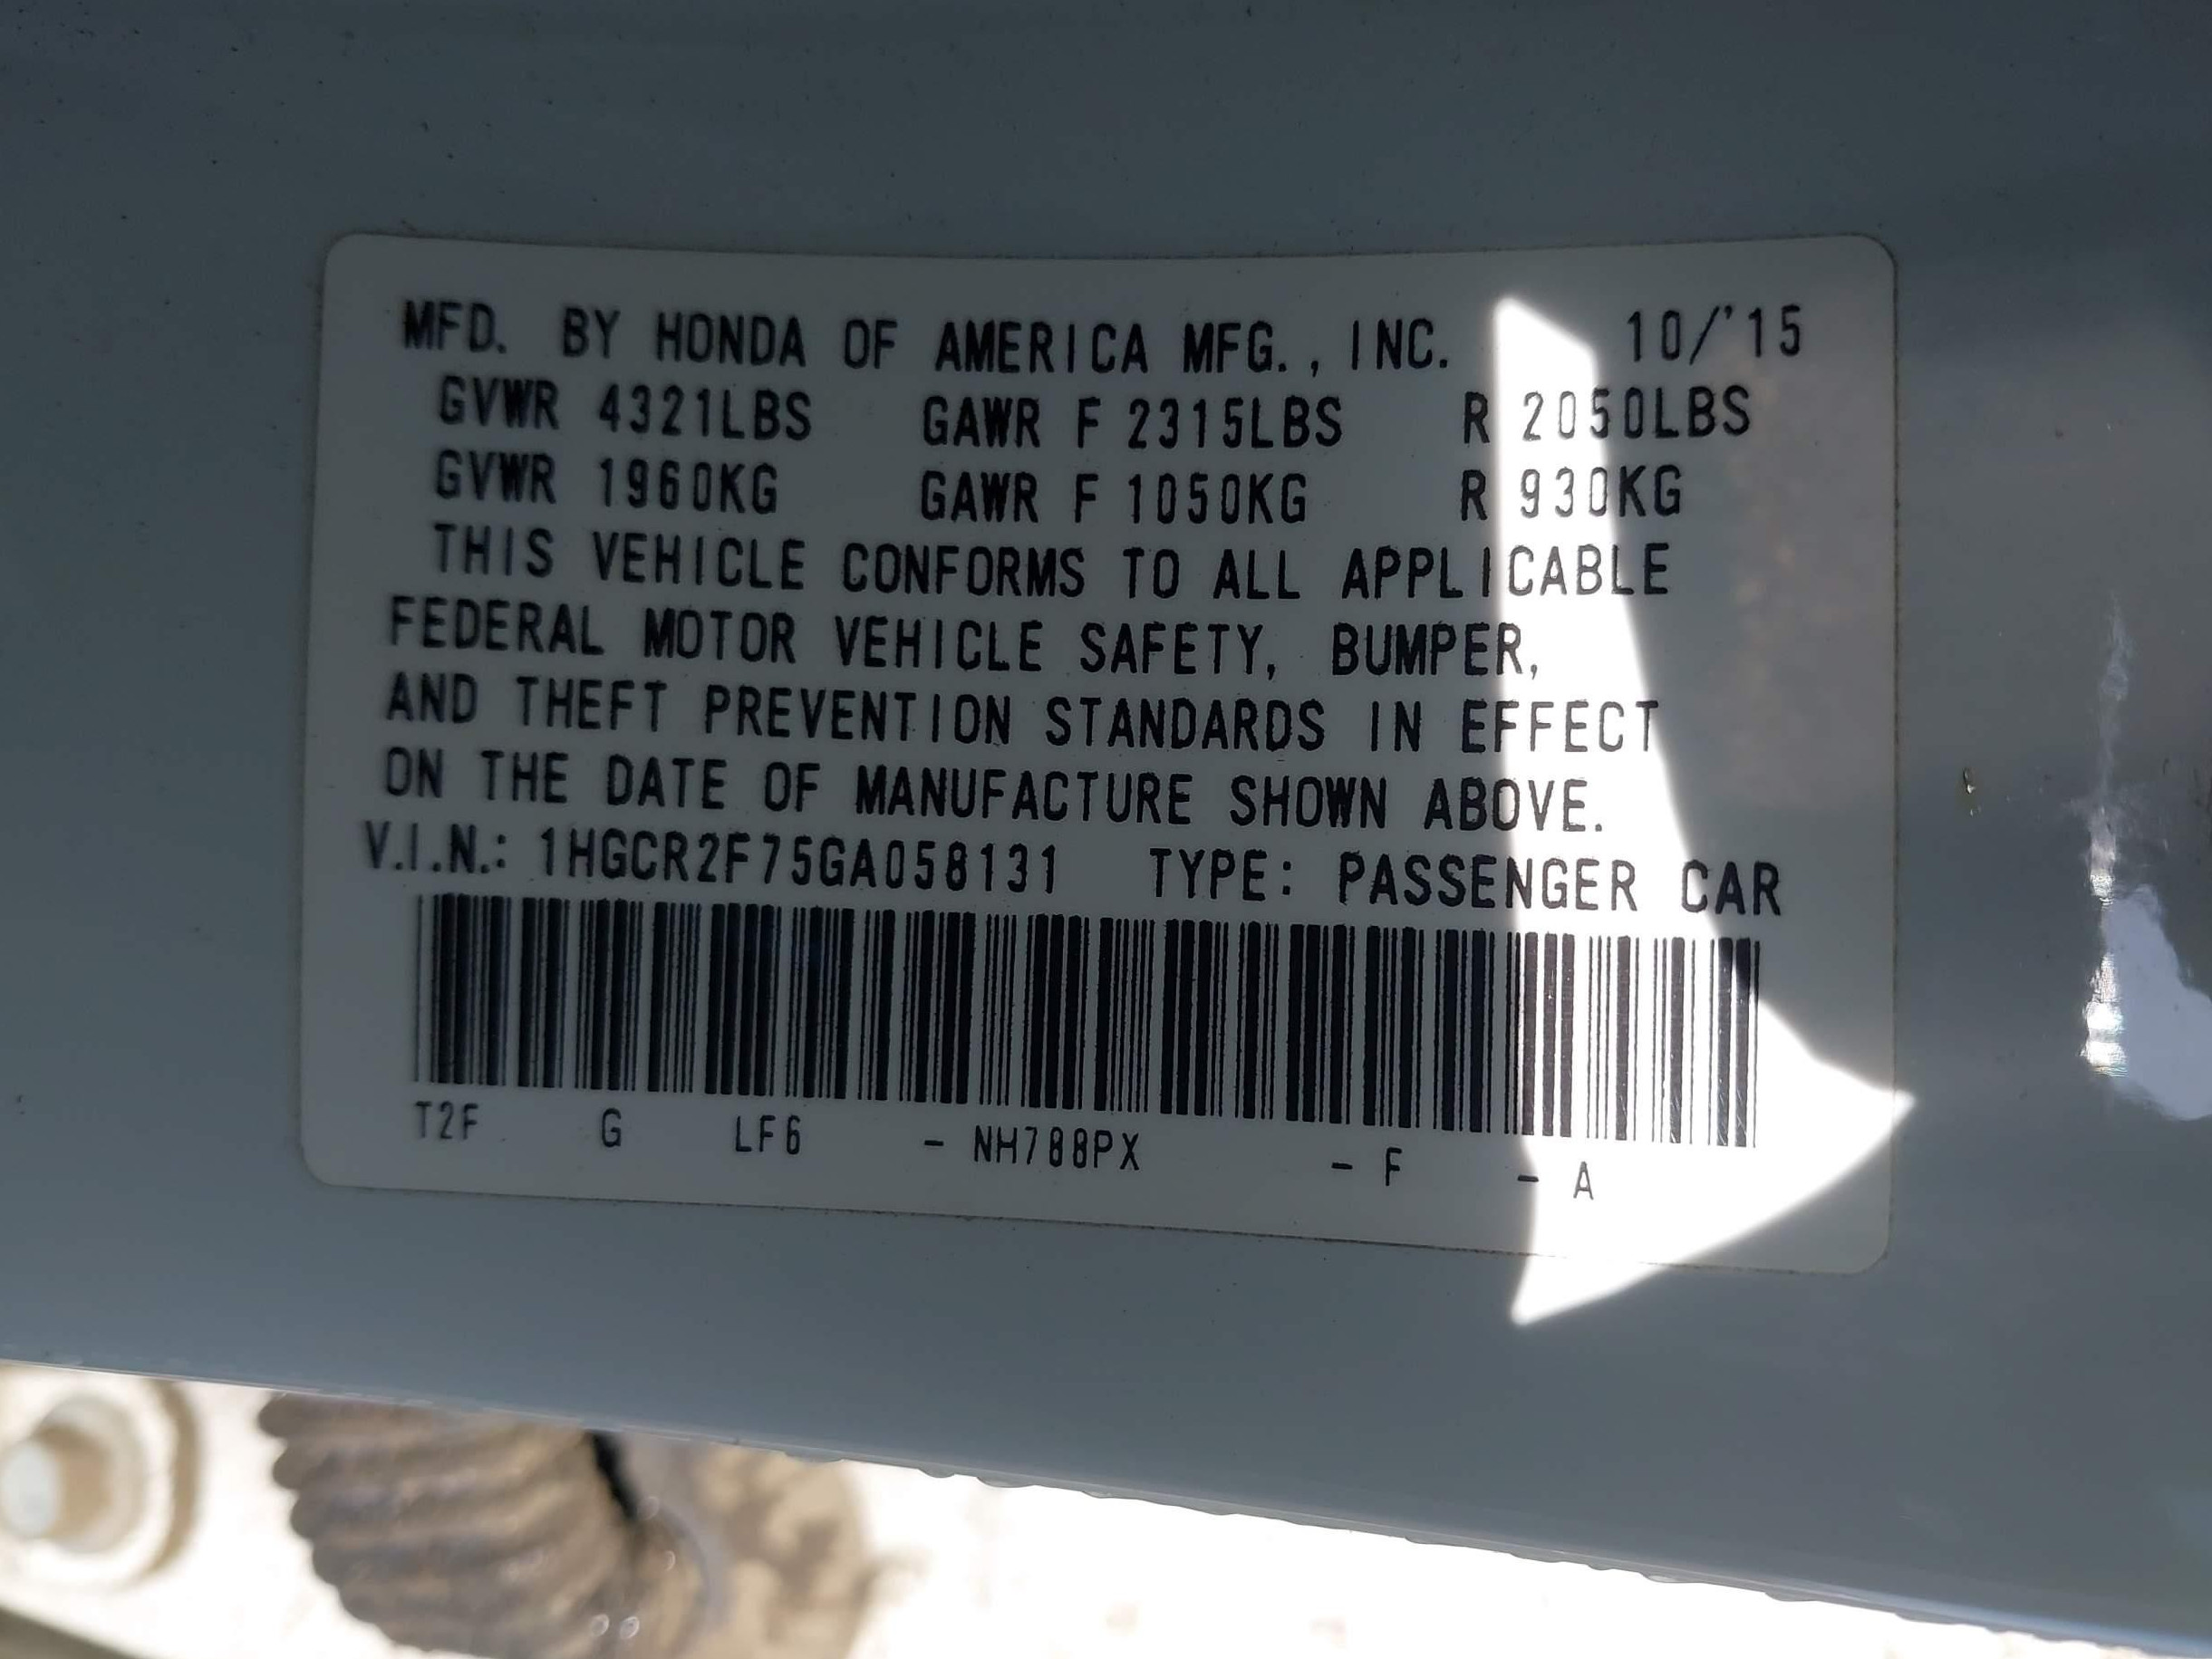 MFD. BY HONDA OF AMERICA MFG., INC. 10/'15
GVWR 4321LBS GAWR F 2315LBS R 2050LBS
GVWR 1960KG GAWR F 1050KG R 930KG
THIS VEHICLE CONFORMS TO ALL APPLICABLE
FEDERAL MOTOR VEHICLE SAFETY, BUMPER,
AND THEFT PREVENTION STANDARDS IN EFFECT
ON THE DATE OF MANUFACTURE SHOWN ABOVE.
V.I.N.: 1HGCR2F75GA058131 TYPE: PASSENGER CAR
T2F G LF6 - NH788PX - F - A